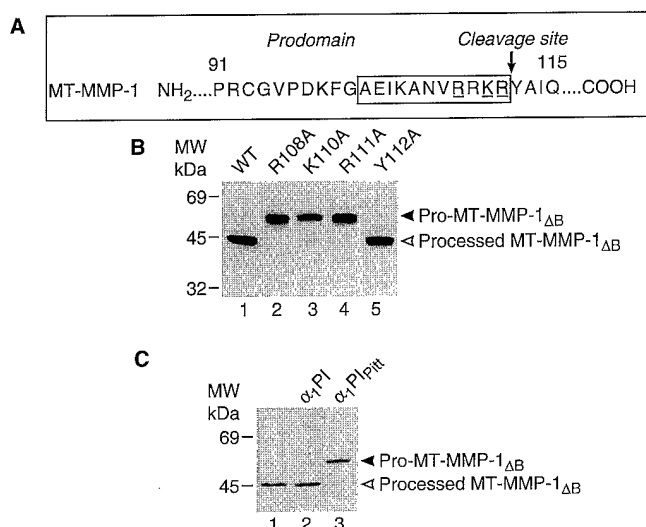 A
Prodomain
Cleavage site
91
115
MT-MMP-1 NH2....PRCGVPDKFGAEIKANVRRKRYAIQ....COOH
B
MW
kDa
WT
R108A
K110A
R111A
Y112A
69
45
32
Pro-MT-MMP-1ΔB
Processed MT-MMP-1ΔB
1 2 3 4 5
C
MW
kDa
α1PI
α1PIPitt
69
45
Pro-MT-MMP-1ΔB
Processed MT-MMP-1ΔB
1 2 3